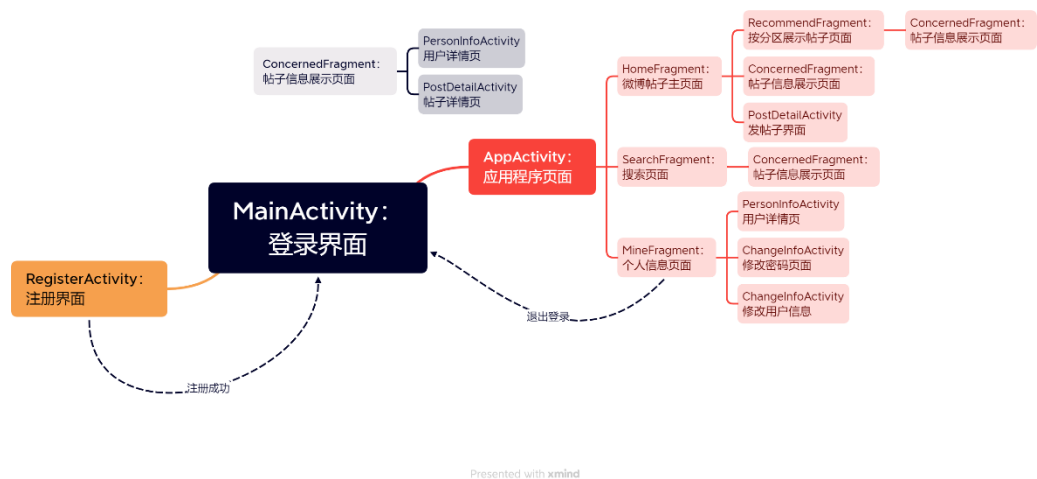 ConcernedFragment：
帖子信息展示页面
PersonInfoActivity
用户详情页
PostDetailActivity
帖子详情页
MainActivity：
登录界面
RegisterActivity：
注册界面
注册成功
退出登录
AppActivity：
应用程序页面
HomeFragment：
微博帖子主页面
RecommendFragment：
按分区展示帖子页面
ConcernedFragment：
帖子信息展示页面
ConcernedFragment：
帖子信息展示页面
PostDetailActivity
发帖子界面
SearchFragment：
搜索页面
ConcernedFragment：
帖子信息展示页面
MineFragment：
个人信息页面
PersonInfoActivity
用户详情页
ChangeInfoActivity
修改密码页面
ChangeInfoActivity
修改用户信息
Presented with xmind